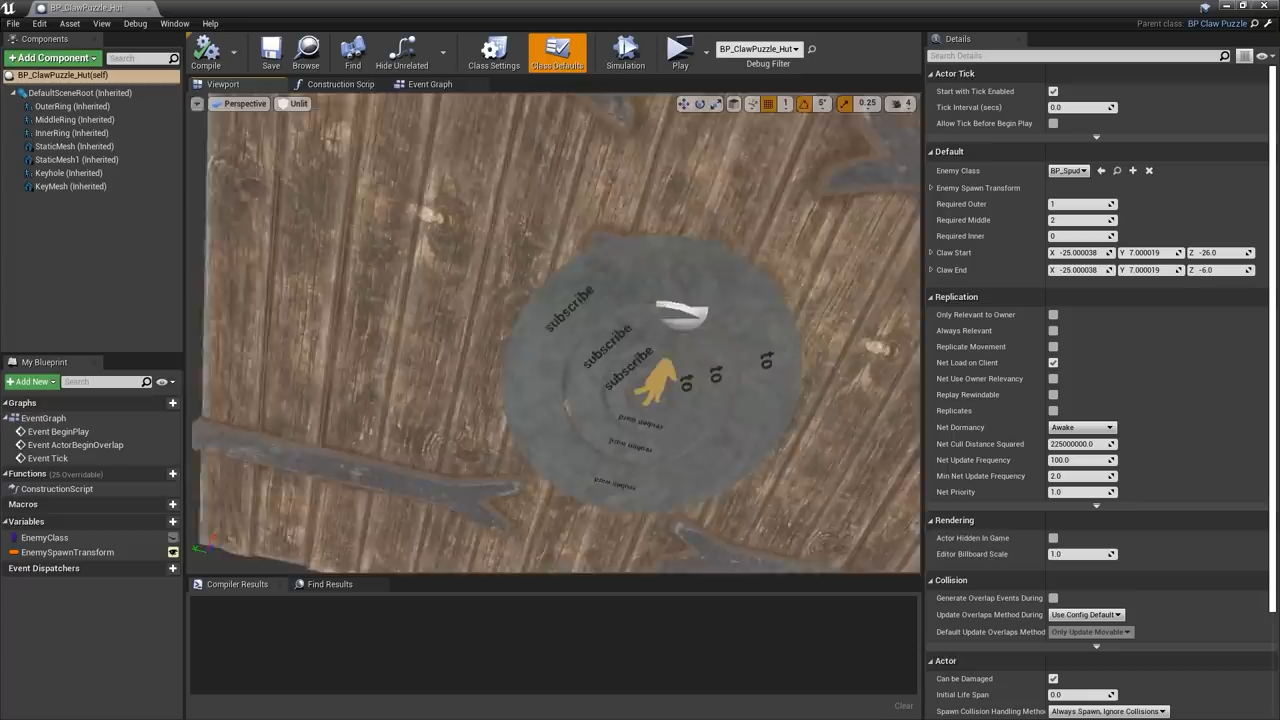 BP_ClawPuzzle_Hut
File Edit Asset View Debug Window Help
Parent class: BP Claw Puzzle
Components
+ Add Component
Search
BP_ClawPuzzle_Hut(self)
DefaultSceneRoot (Inherited)
OuterRing (Inherited)
MiddleRing (Inherited)
InnerRing (Inherited)
StaticMesh (Inherited)
StaticMesh1 (Inherited)
Keyhole (Inherited)
KeyMesh (Inherited)
My Blueprint
+ Add New
Search
Graphs
EventGraph
Event BeginPlay
Event ActorBeginOverlap
Event Tick
Functions (25 Overridable)
ConstructionScript
Macros
Variables
EnemyClass
EnemySpawnTransform
Event Dispatchers
Compile
Save
Browse
Find
Hide Unrelated
Class Settings
Class Defaults
Simulation
Play
BP_ClawPuzzle_Hut
Debug Filter
Viewport
Construction Scrip
Event Graph
Perspective
Unlit
5°
0.25
4
subscribe
subscribe
subscribe
to
to
to
Compiler Results
Find Results
Clear
Details
Search Details
Actor Tick
Start with Tick Enabled
Tick Interval (secs) 0.0
Allow Tick Before Begin Play
Default
Enemy Class BP_Spud
Enemy Spawn Transform
Required Outer 1
Required Middle 2
Required Inner 0
Claw Start X -25.000038 Y 7.000019 Z -26.0
Claw End X -25.000038 Y 7.000019 Z -6.0
Replication
Only Relevant to Owner
Always Relevant
Replicate Movement
Net Load on Client
Net Use Owner Relevancy
Replay Rewindable
Replicates
Net Dormancy Awake
Net Cull Distance Squared 225000000.0
Net Update Frequency 100.0
Min Net Update Frequency 2.0
Net Priority 1.0
Rendering
Actor Hidden In Game
Editor Billboard Scale 1.0
Collision
Generate Overlap Events During
Update Overlaps Method During Use Config Default
Default Update Overlaps Method Only Update Movable
Actor
Can be Damaged
Initial Life Span 0.0
Spawn Collision Handling Metho Always Spawn, Ignore Collisions